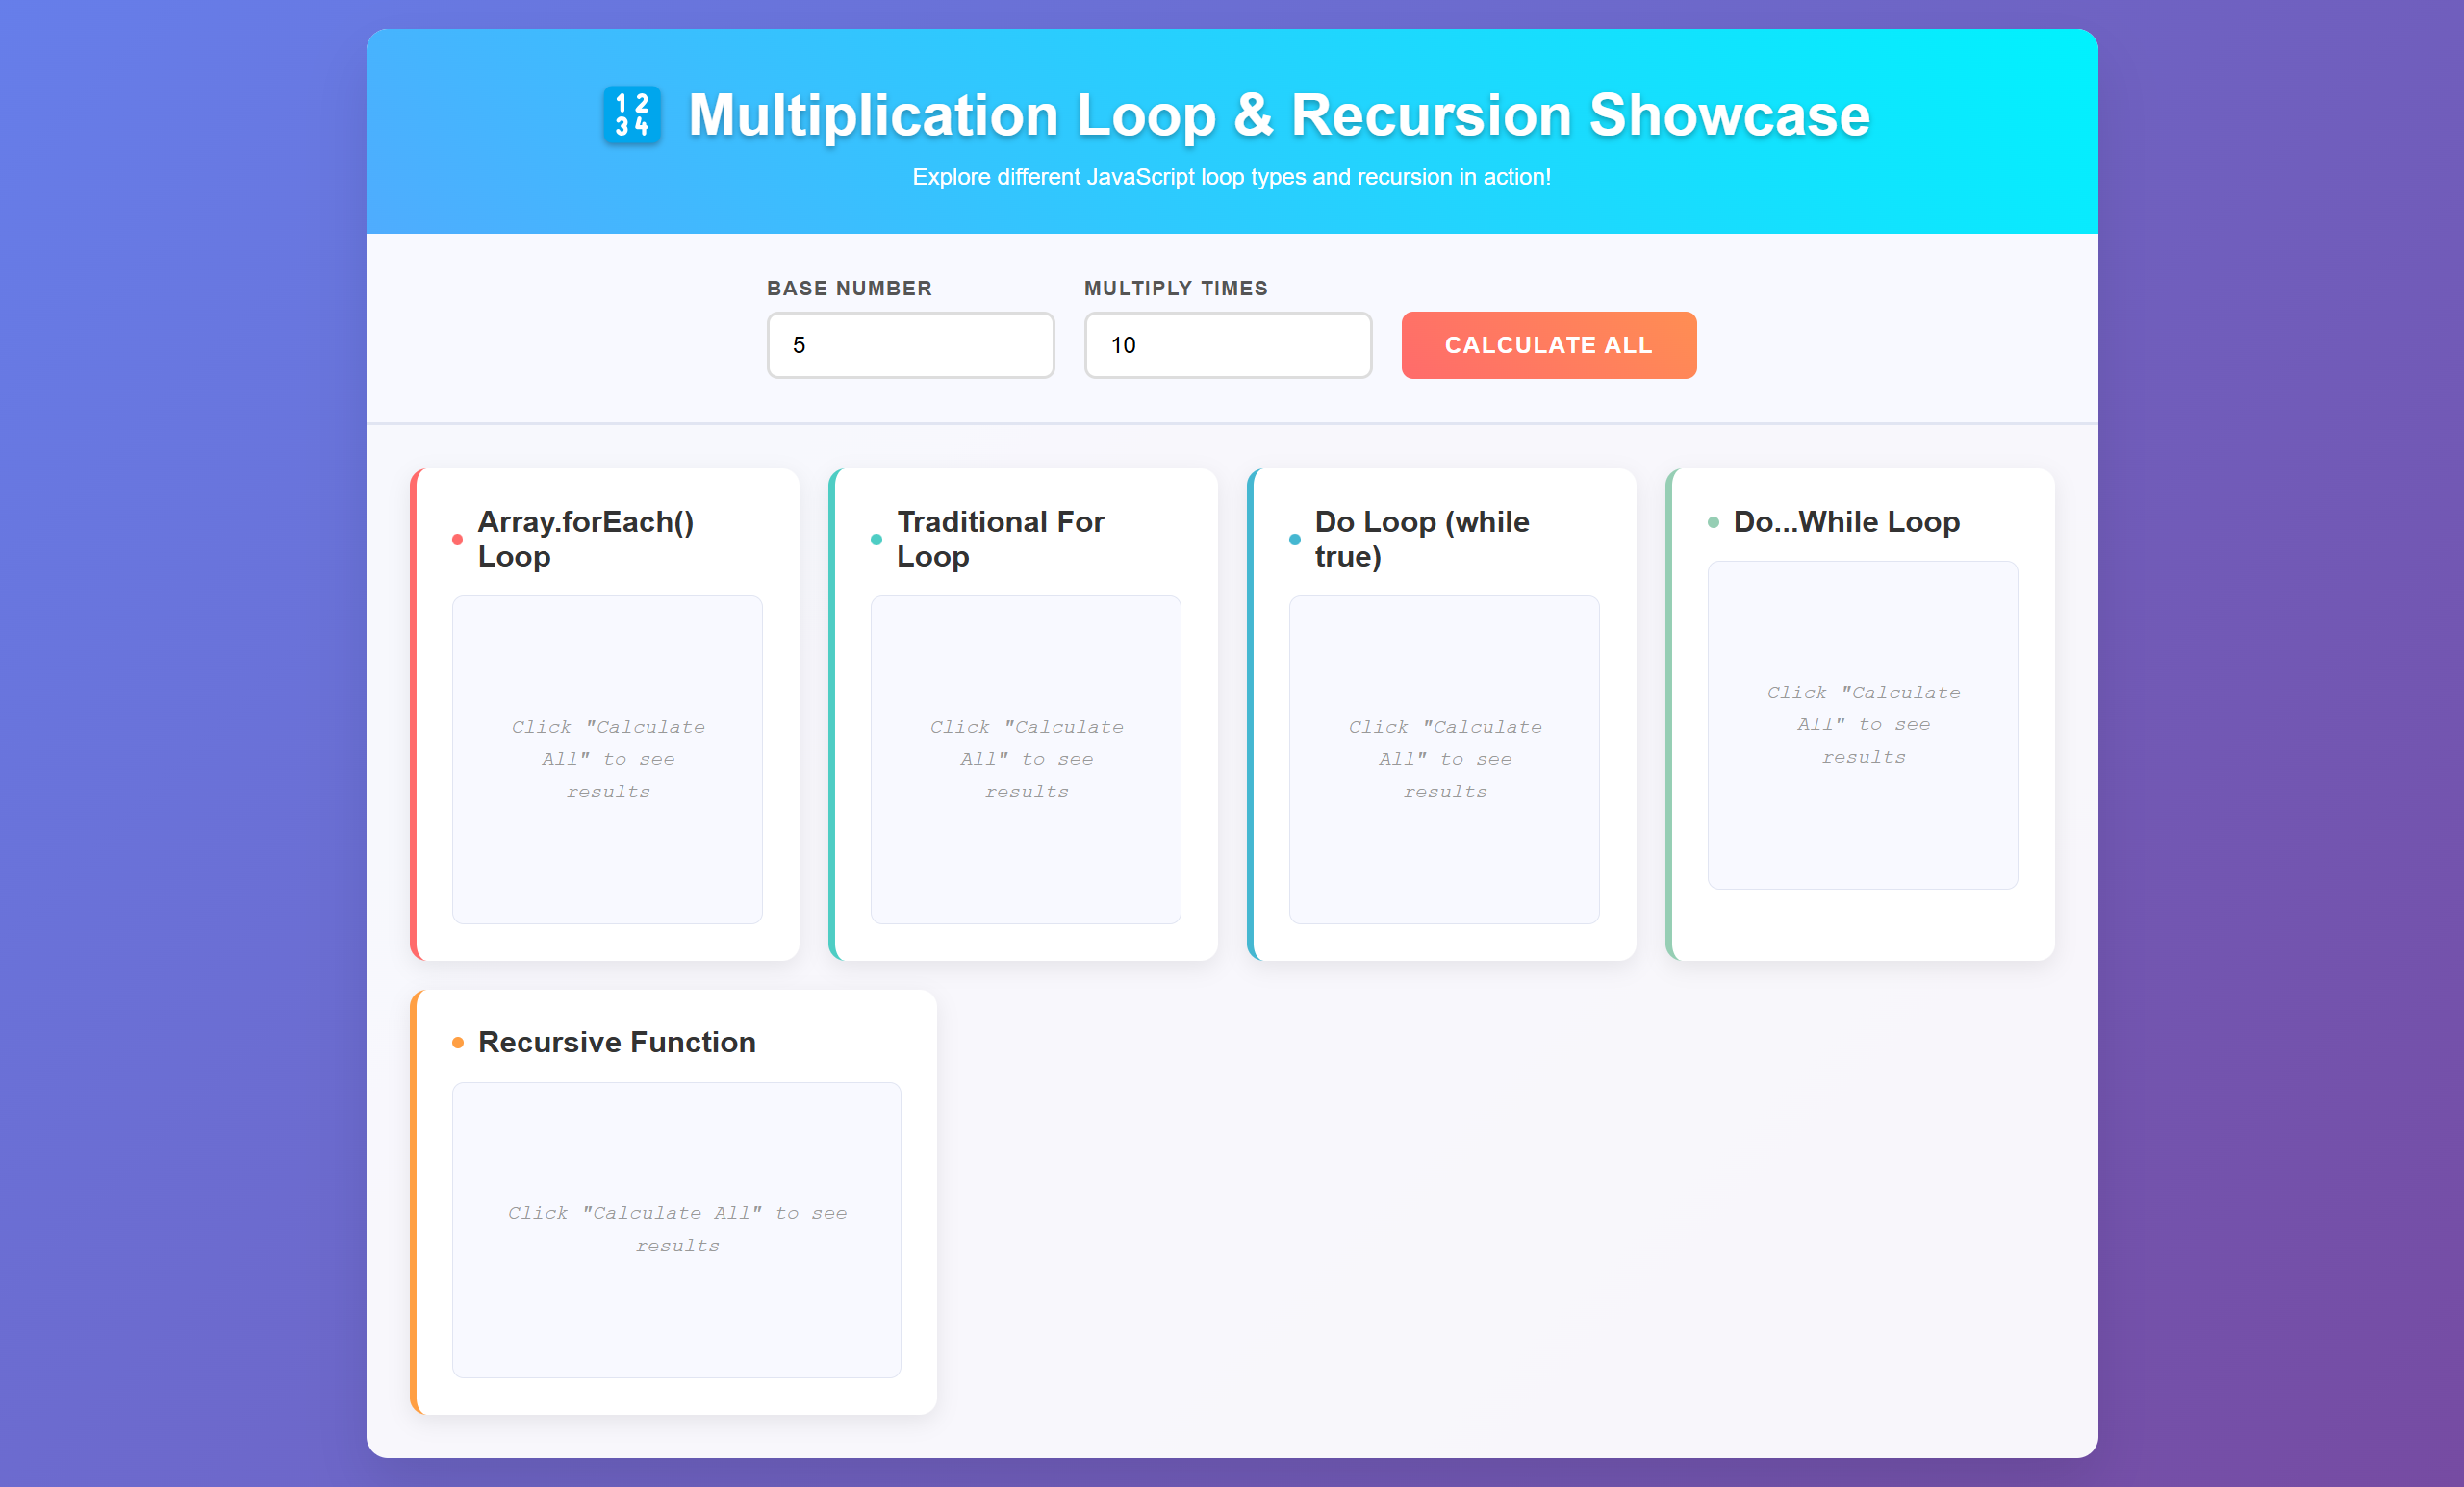 🔢 Multiplication Loop & Recursion Showcase
Explore different JavaScript loop types and recursion in action!
BASE NUMBER
5
MULTIPLY TIMES
10
CALCULATE ALL
Array.forEach()
Loop
Click "Calculate
All" to see
results
Traditional For
Loop
Click "Calculate
All" to see
results
Do Loop (while
true)
Click "Calculate
All" to see
results
Do...While Loop
Click "Calculate
All" to see
results
Recursive Function
Click "Calculate All" to see
results